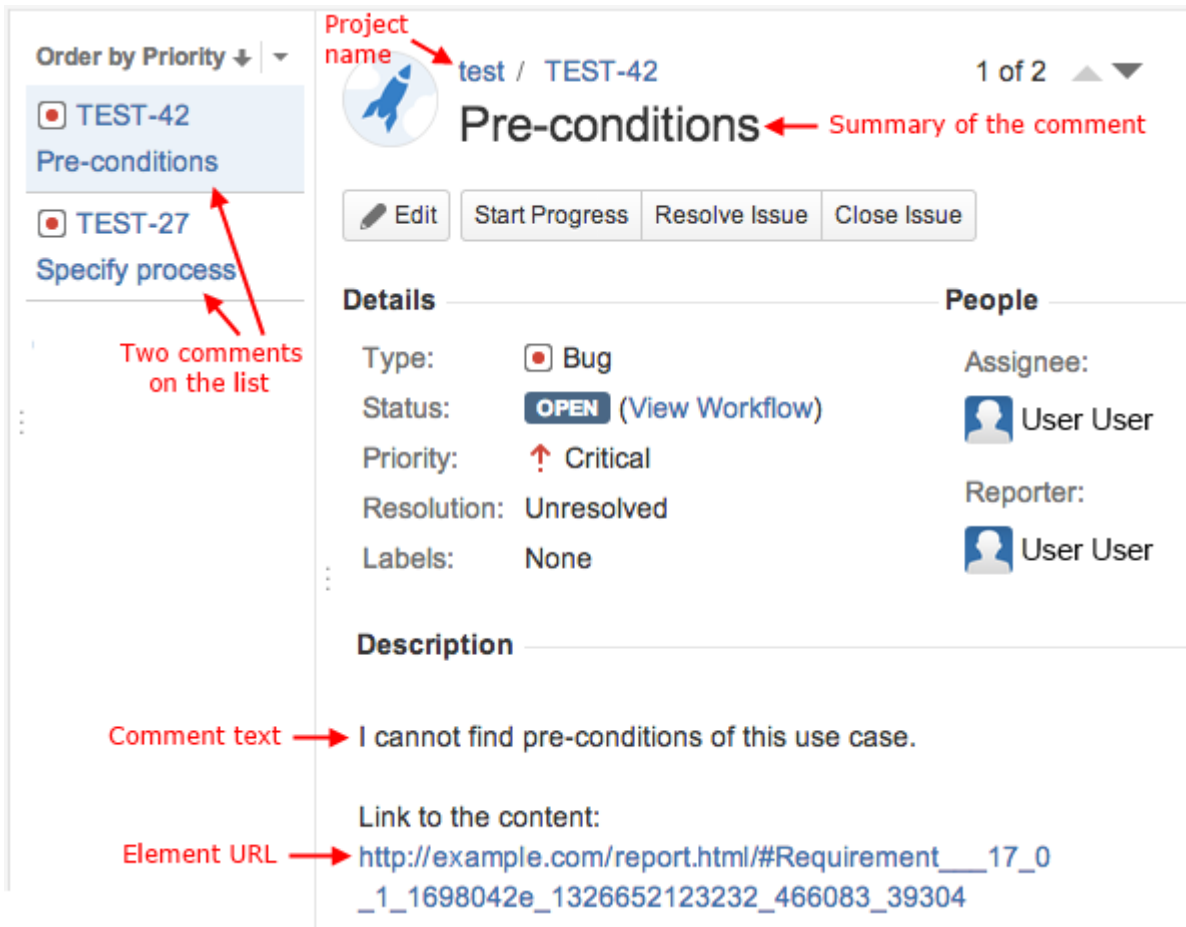 Order by Priority
TEST-42
Pre-conditions
TEST-27
Specify process
Two comments
on the list
Project
name
test / TEST-42
1 of 2
Pre-conditions
Summary of the comment
Edit
Start Progress
Resolve Issue
Close Issue
Details
Type: Bug
Status: OPEN (View Workflow)
Priority: Critical
Resolution: Unresolved
Labels: None
People
Assignee:
User User
Reporter:
User User
Description
Comment text
I cannot find pre-conditions of this use case.
Link to the content:
Element URL
http://example.com/report.html/#Requirement___17_0
_1_1698042e_1326652123232_466083_39304